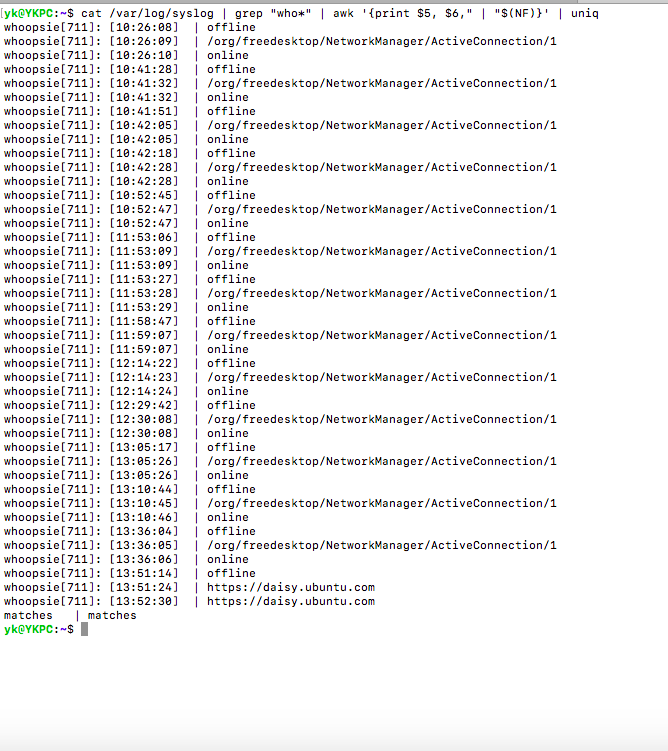 yk@YKPC:~$ cat /var/log/syslog | grep "who*" | awk '{print $5, $6," | "$(NF)}' | uniq
whoopsie[711]: [10:26:08]  | offline
whoopsie[711]: [10:26:09]  | /org/freedesktop/NetworkManager/ActiveConnection/1
whoopsie[711]: [10:26:10]  | online
whoopsie[711]: [10:41:28]  | offline
whoopsie[711]: [10:41:32]  | /org/freedesktop/NetworkManager/ActiveConnection/1
whoopsie[711]: [10:41:32]  | online
whoopsie[711]: [10:41:51]  | offline
whoopsie[711]: [10:42:05]  | /org/freedesktop/NetworkManager/ActiveConnection/1
whoopsie[711]: [10:42:05]  | online
whoopsie[711]: [10:42:18]  | offline
whoopsie[711]: [10:42:28]  | /org/freedesktop/NetworkManager/ActiveConnection/1
whoopsie[711]: [10:42:28]  | online
whoopsie[711]: [10:52:45]  | offline
whoopsie[711]: [10:52:47]  | /org/freedesktop/NetworkManager/ActiveConnection/1
whoopsie[711]: [10:52:47]  | online
whoopsie[711]: [11:53:06]  | offline
whoopsie[711]: [11:53:09]  | /org/freedesktop/NetworkManager/ActiveConnection/1
whoopsie[711]: [11:53:09]  | online
whoopsie[711]: [11:53:27]  | offline
whoopsie[711]: [11:53:28]  | /org/freedesktop/NetworkManager/ActiveConnection/1
whoopsie[711]: [11:53:29]  | online
whoopsie[711]: [11:58:47]  | offline
whoopsie[711]: [11:59:07]  | /org/freedesktop/NetworkManager/ActiveConnection/1
whoopsie[711]: [11:59:07]  | online
whoopsie[711]: [12:14:22]  | offline
whoopsie[711]: [12:14:23]  | /org/freedesktop/NetworkManager/ActiveConnection/1
whoopsie[711]: [12:14:24]  | online
whoopsie[711]: [12:29:42]  | offline
whoopsie[711]: [12:30:08]  | /org/freedesktop/NetworkManager/ActiveConnection/1
whoopsie[711]: [12:30:08]  | online
whoopsie[711]: [13:05:17]  | offline
whoopsie[711]: [13:05:26]  | /org/freedesktop/NetworkManager/ActiveConnection/1
whoopsie[711]: [13:05:26]  | online
whoopsie[711]: [13:10:44]  | offline
whoopsie[711]: [13:10:45]  | /org/freedesktop/NetworkManager/ActiveConnection/1
whoopsie[711]: [13:10:46]  | online
whoopsie[711]: [13:36:04]  | offline
whoopsie[711]: [13:36:05]  | /org/freedesktop/NetworkManager/ActiveConnection/1
whoopsie[711]: [13:36:06]  | online
whoopsie[711]: [13:51:14]  | offline
whoopsie[711]: [13:51:24]  | https://daisy.ubuntu.com
whoopsie[711]: [13:52:30]  | https://daisy.ubuntu.com
matches   | matches
yk@YKPC:~$